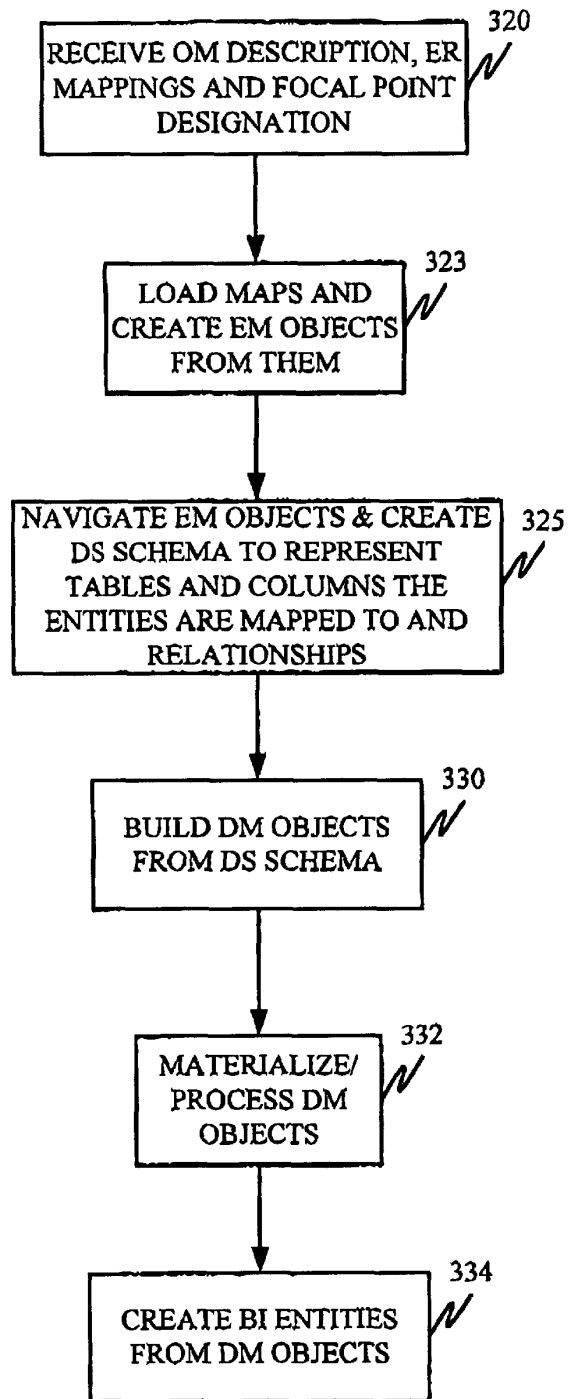 320
RECEIVE OM DESCRIPTION, ER
MAPPINGS AND FOCAL POINT
DESIGNATION
323
LOAD MAPS AND
CREATE EM OBJECTS
FROM THEM
325
NAVIGATE EM OBJECTS & CREATE
DS SCHEMA TO REPRESENT
TABLES AND COLUMNS THE
ENTITIES ARE MAPPED TO AND
RELATIONSHIPS
330
BUILD DM OBJECTS
FROM DS SCHEMA
332
MATERIALIZE/
PROCESS DM
OBJECTS
334
CREATE BI ENTITIES
FROM DM OBJECTS